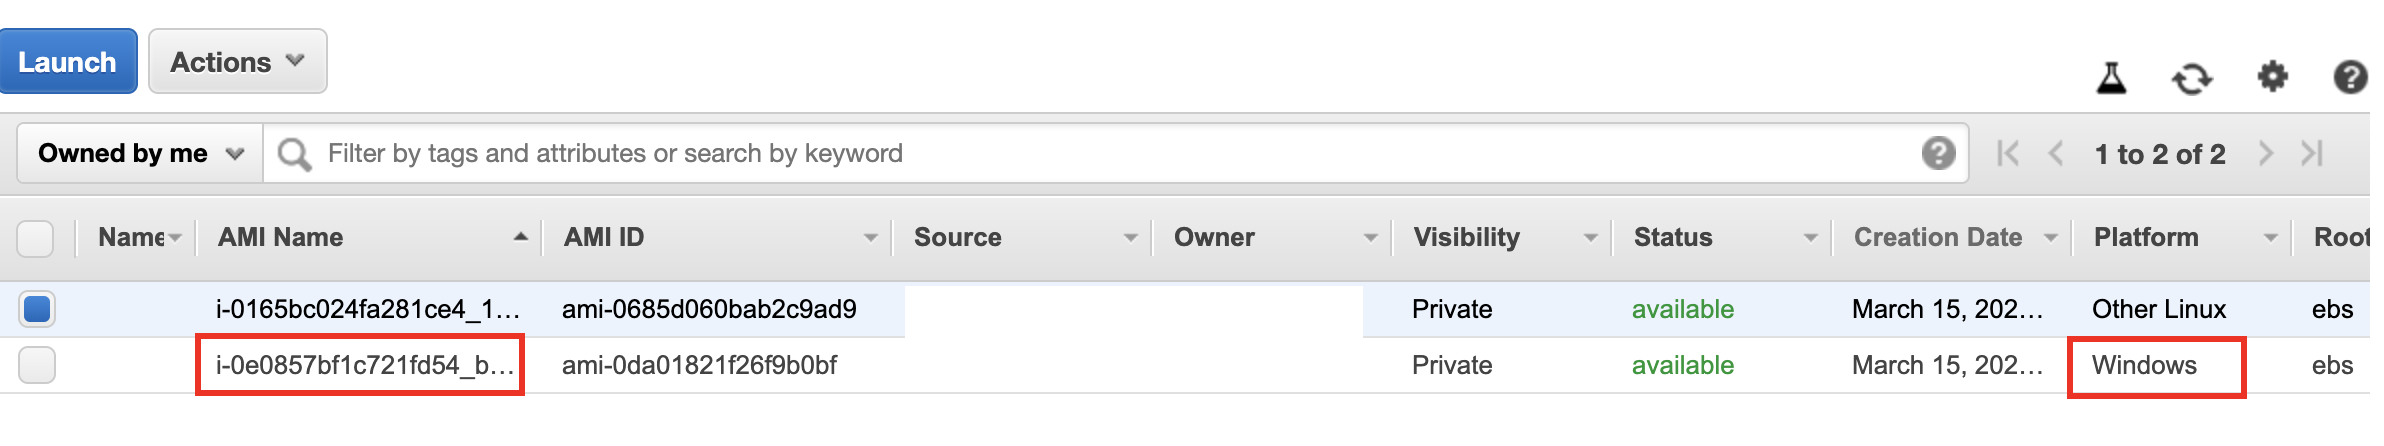 Launch Actions
Owned by me Filter by tags and attributes or search by keyword 1 to 2 of 2
Name AMI Name AMI ID Source Owner Visibility Status Creation Date Platform Root
i-0165bc024fa281ce4_1... ami-0685d060bab2c9ad9 Private available March 15, 202... Other Linux ebs
i-0e0857bf1c721fd54_b... ami-0da01821f26f9b0bf Private available March 15, 202... Windows ebs